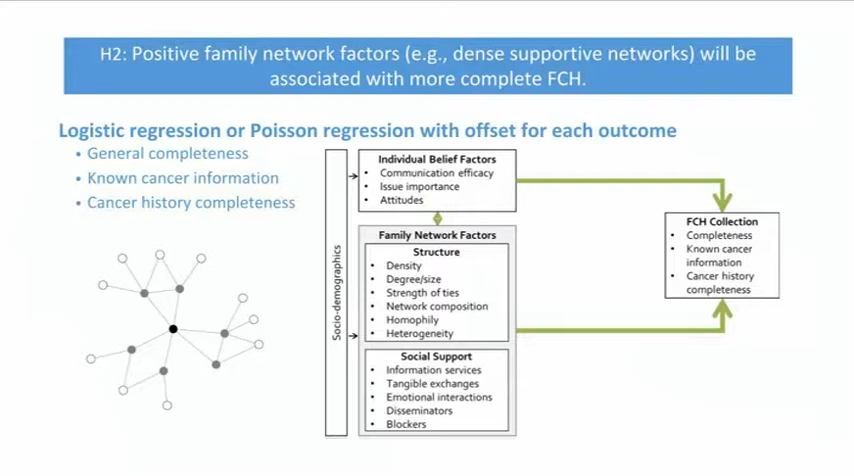 H2: Positive family network factors (e.g., dense supportive networks) will be
associated with more complete FCH.
Logistic regression or Poisson regression with offset for each outcome
• General completeness
• Known cancer information
• Cancer history completeness
Socio-demographics
Individual Belief Factors
• Communication efficacy
• Issue importance
• Attitudes
Family Network Factors
Structure
• Density
• Degree/size
• Strength of ties
• Network composition
• Homophily
• Heterogeneity
Social Support
• Information services
• Tangible exchanges
• Emotional interactions
• Disseminators
• Blockers
FCH Collection
• Completeness
• Known cancer
information
• Cancer history
completeness